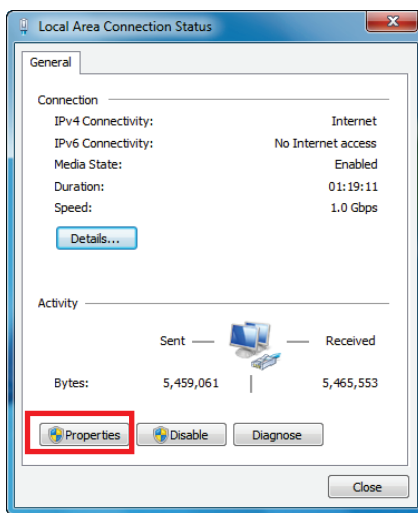 Local Area Connection Status
General
Connection
IPv4 Connectivity: Internet
IPv6 Connectivity: No Internet access
Media State: Enabled
Duration: 01:19:11
Speed: 1.0 Gbps
Details...
Activity
Sent Received
Bytes: 5,459,061 5,465,553
Properties Disable Diagnose
Close